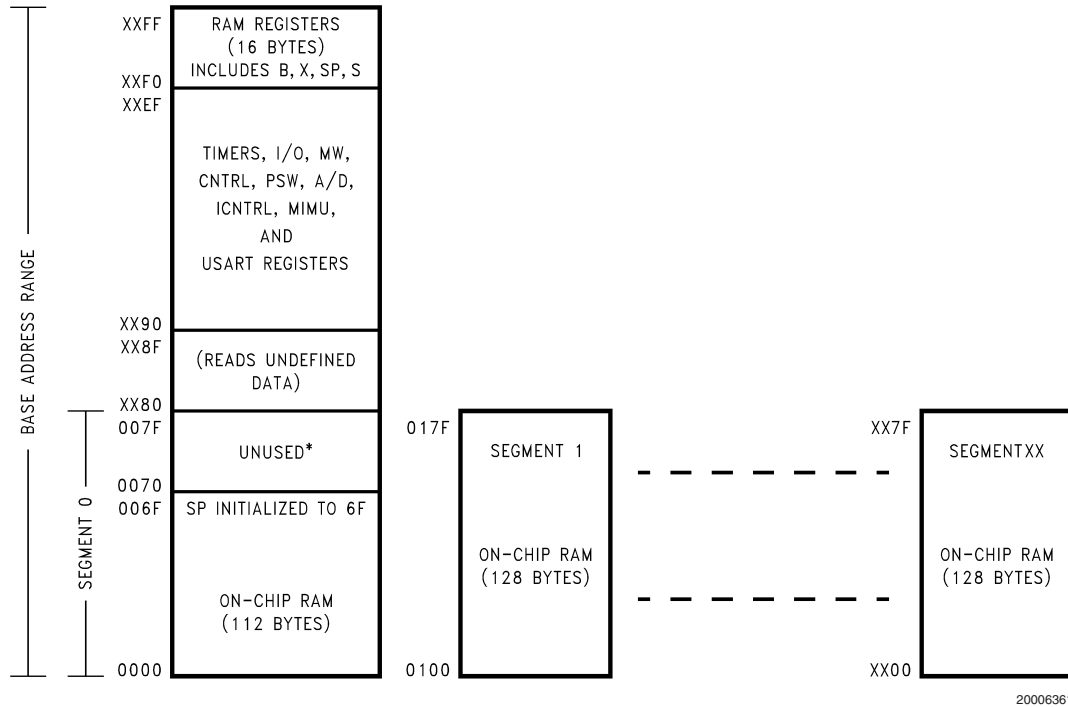 XXFF
RAM REGISTERS
(16 BYTES)
INCLUDES B, X, SP, S
XXF0
XXEF
TIMERS, I/O, MW,
CNTRL, PSW, A/D,
ICNTRL, MIMU,
AND
USART REGISTERS
BASE ADDRESS RANGE
XX90
XX8F
(READS UNDEFINED
DATA)
XX80
007F
UNUSED*
0070
006F
SP INITIALIZED TO 6F
SEGMENT 0
ON-CHIP RAM
(112 BYTES)
0000
017F
SEGMENT 1
ON-CHIP RAM
(128 BYTES)
0100
XX7F
SEGMENTXX
ON-CHIP RAM
(128 BYTES)
XX00
20006361